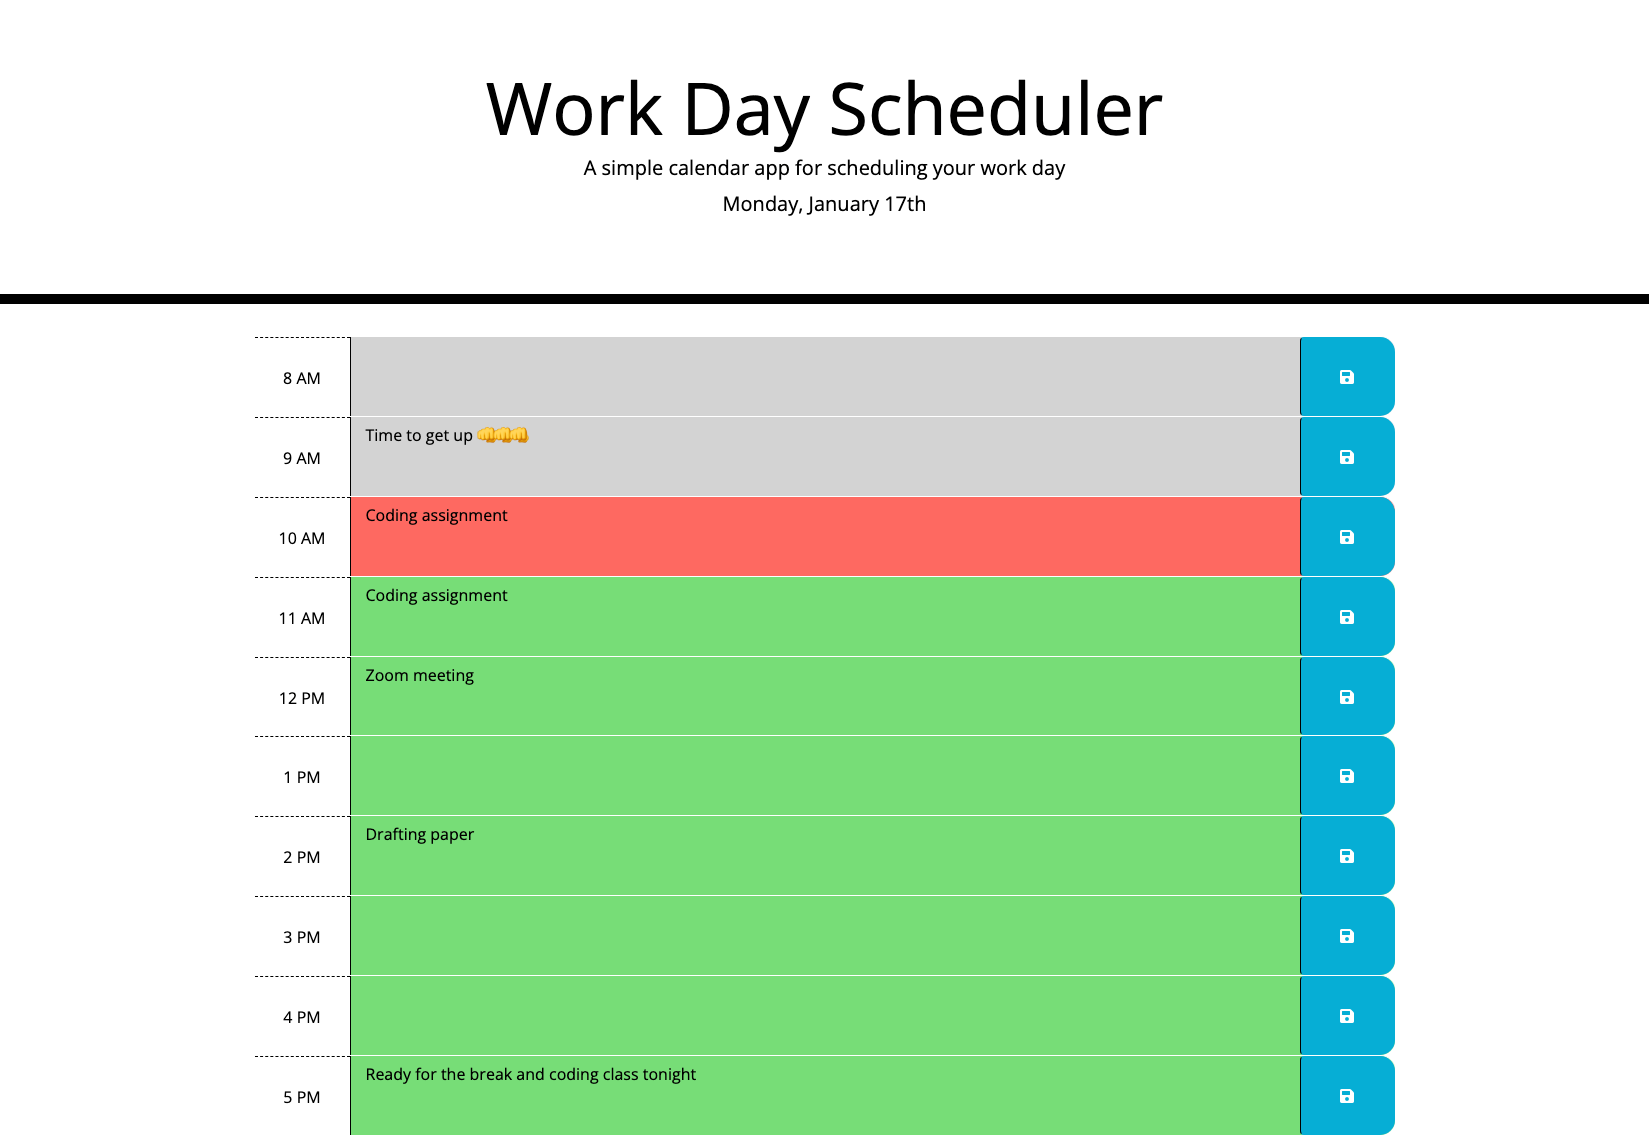 Work Day Scheduler
A simple calendar app for scheduling your work day
Monday, January 17th
8 AM
9 AM
Time to get up 👊👊👊
10 AM
Coding assignment
11 AM
Coding assignment
12 PM
Zoom meeting
1 PM
2 PM
Drafting paper
3 PM
4 PM
5 PM
Ready for the break and coding class tonight